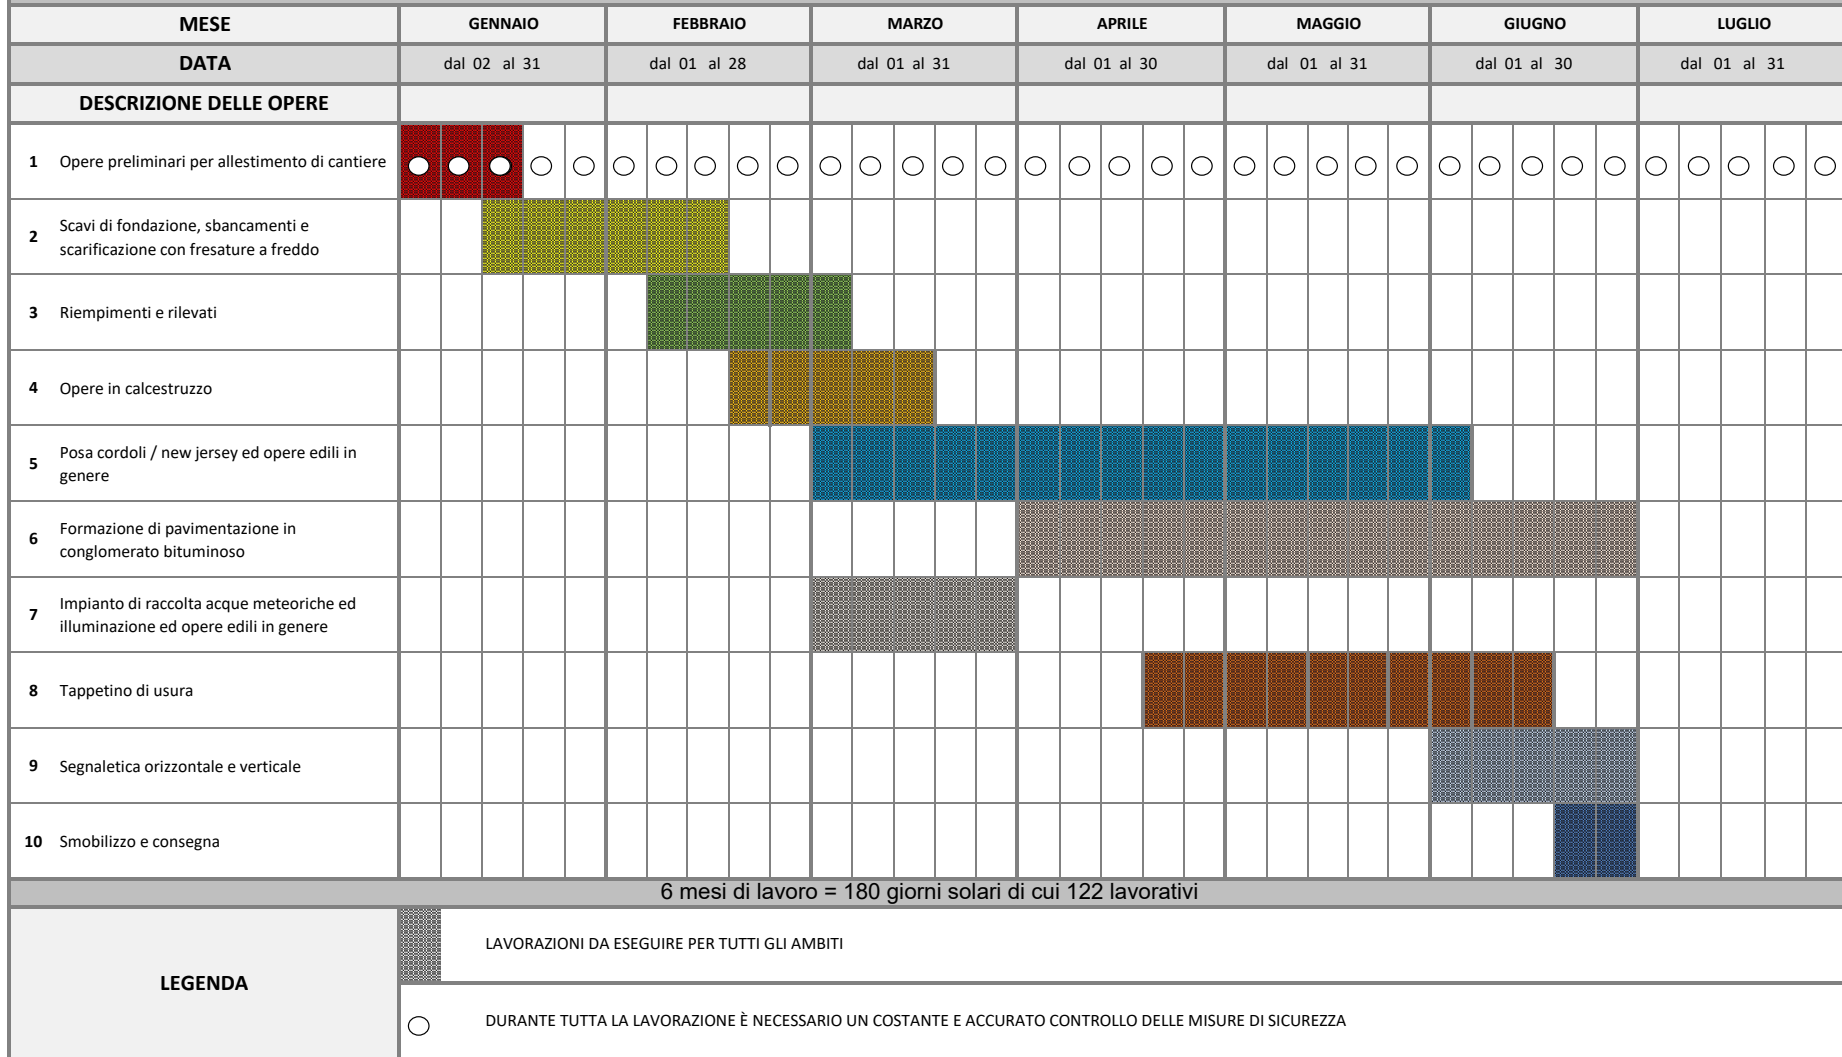 MESE GENNAIO FEBBRAIO MARZO APRILE MAGGIO GIUGNO LUGLIO
DATA dal 02 al 31 dal 01 al 28 dal 01 al 31 dal 01 al 30 dal 01 al 31 dal 01 al 30 dal 01 al 31
DESCRIZIONE DELLE OPERE
1 Opere preliminari per allestimento di cantiere
2 Scavi di fondazione, sbancamenti e
scarificazione con fresature a freddo
3 Riempimenti e rilevati
4 Opere in calcestruzzo
5 Posa cordoli / new jersey ed opere edili in
genere
6 Formazione di pavimentazione in
conglomerato bituminoso
7 Impianto di raccolta acque meteoriche ed
illuminazione ed opere edili in genere
8 Tappetino di usura
9 Segnaletica orizzontale e verticale
10 Smobilizzo e consegna
6 mesi di lavoro = 180 giorni solari di cui 122 lavorativi
LEGENDA
LAVORAZIONI DA ESEGUIRE PER TUTTI GLI AMBITI
DURANTE TUTTA LA LAVORAZIONE È NECESSARIO UN COSTANTE E ACCURATO CONTROLLO DELLE MISURE DI SICUREZZA